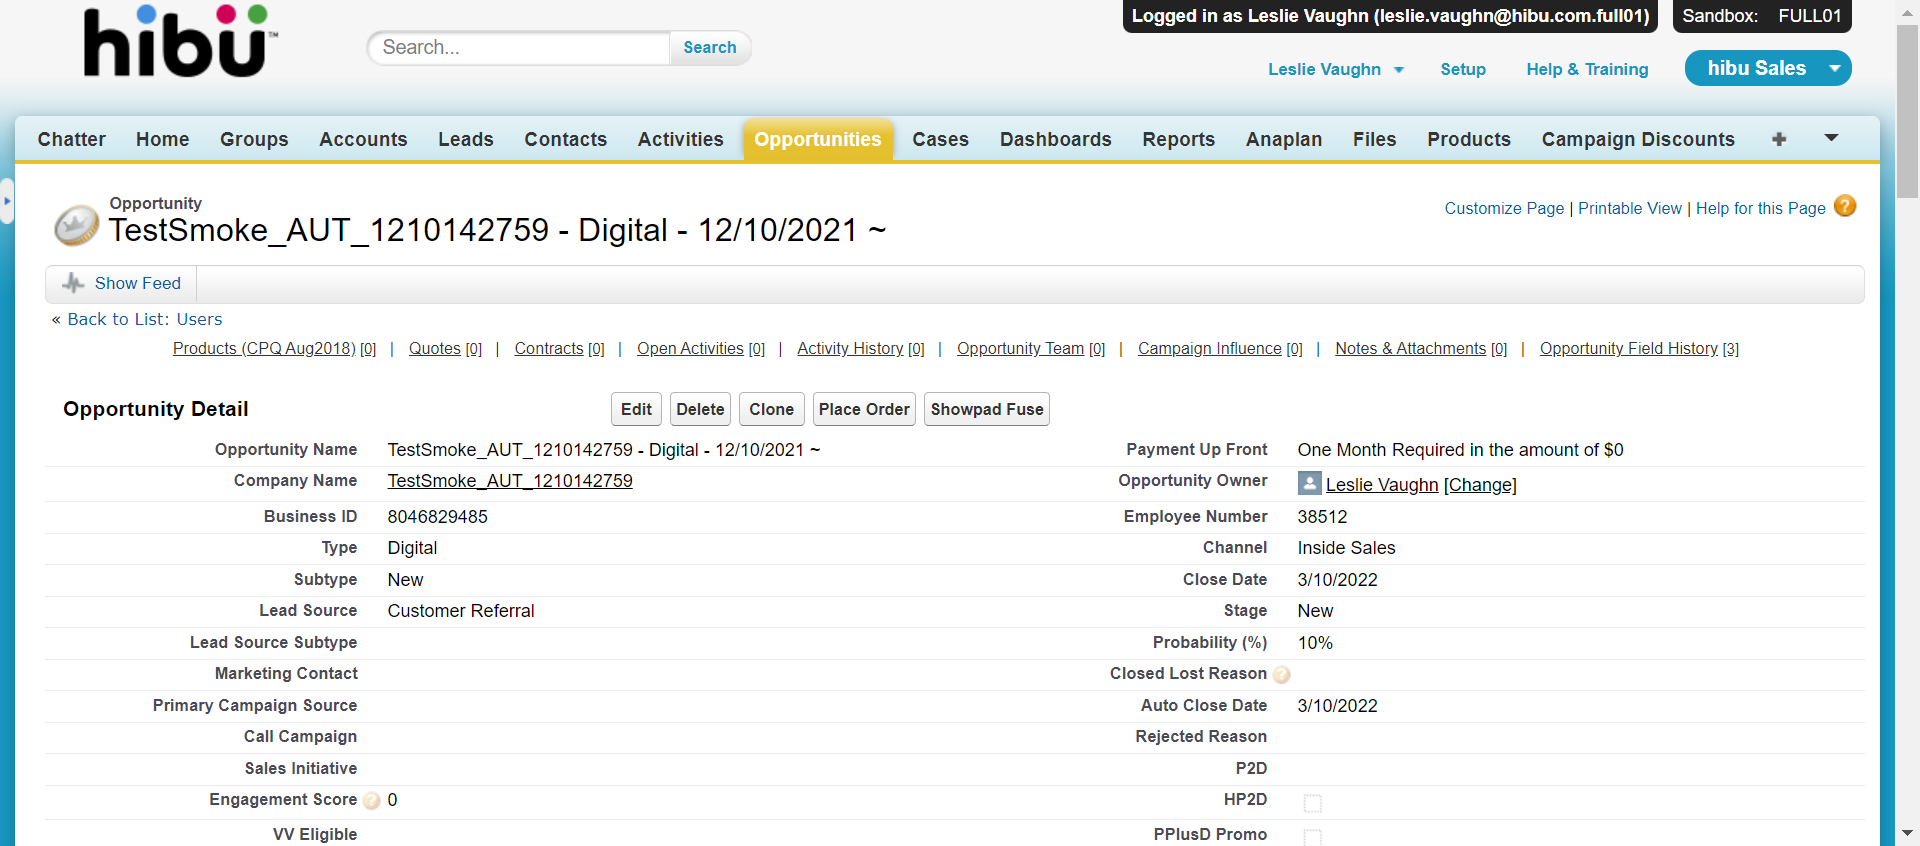 hibu™
Search...
Search
Logged in as Leslie Vaughn (leslie.vaughn@hibu.com.full01)
Sandbox: FULL01
Leslie Vaughn
Setup
Help & Training
hibu Sales
Chatter Home Groups Accounts Leads Contacts Activities Opportunities Cases Dashboards Reports Anaplan Files Products Campaign Discounts +
Opportunity
TestSmoke_AUT_1210142759 - Digital - 12/10/2021 ~
Customize Page | Printable View | Help for this Page ?
Show Feed
« Back to List: Users
Products (CPQ Aug2018) [0] | Quotes [0] | Contracts [0] | Open Activities [0] | Activity History [0] | Opportunity Team [0] | Campaign Influence [0] | Notes & Attachments [0] | Opportunity Field History [3]
Opportunity Detail
Edit Delete Clone Place Order Showpad Fuse
Opportunity Name TestSmoke_AUT_1210142759 - Digital - 12/10/2021 ~ Payment Up Front One Month Required in the amount of $0
Company Name TestSmoke_AUT_1210142759 Opportunity Owner Leslie Vaughn [Change]
Business ID 8046829485 Employee Number 38512
Type Digital Channel Inside Sales
Subtype New Close Date 3/10/2022
Lead Source Customer Referral Stage New
Lead Source Subtype Probability (%) 10%
Marketing Contact Closed Lost Reason ?
Primary Campaign Source Auto Close Date 3/10/2022
Call Campaign Rejected Reason
Sales Initiative P2D
Engagement Score ? 0 HP2D
VV Eligible PPlusD Promo